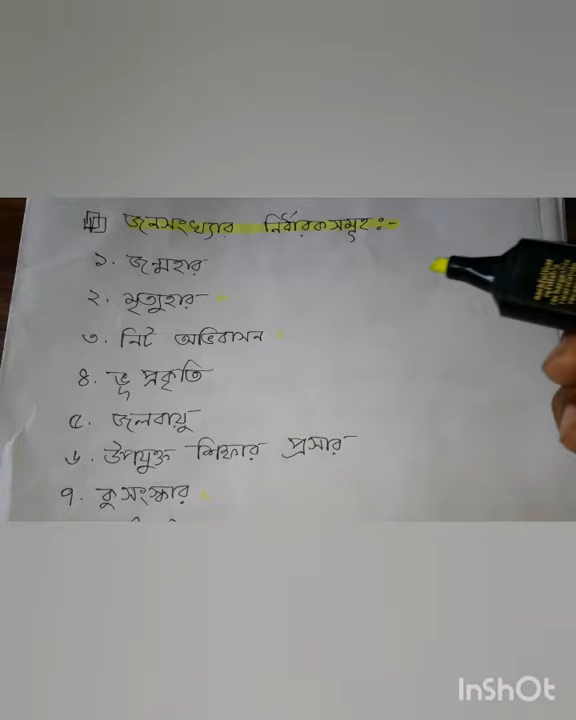 জনসংখ্যার নির্ধারকসমূহঃ-
১. জন্মহার
২. মৃত্যুহার
৩. নিট অভিবাসন
৪. ভূ প্রকৃতি
৫. জলবায়ু
৬. উপযুক্ত শিক্ষার প্রসার
৭. কুসংস্কার
InShOt